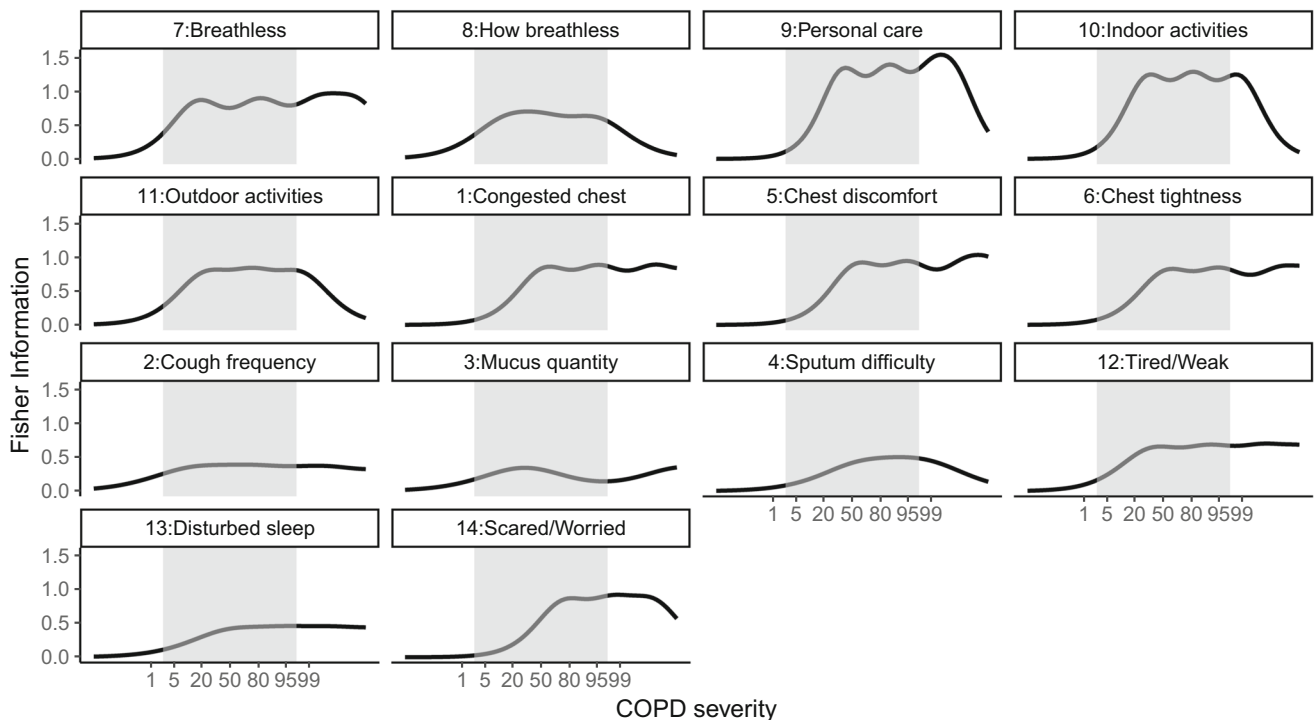 7:Breathless 8:How breathless 9:Personal care 10:Indoor activities
1.5
1.0
0.5
0.0
11:Outdoor activities 1:Congested chest 5:Chest discomfort 6:Chest tightness
1.5
1.0
0.5
0.0
Fisher Information
2:Cough frequency 3:Mucus quantity 4:Sputum difficulty 12:Tired/Weak
1.5
1.0
0.5
0.0
1 5 20 50 80 9599 1 5 20 50 80 9599
13:Disturbed sleep 14:Scared/Worried
1.5
1.0
0.5
0.0
1 5 20 50 80 9599 1 5 20 50 80 9599
COPD severity